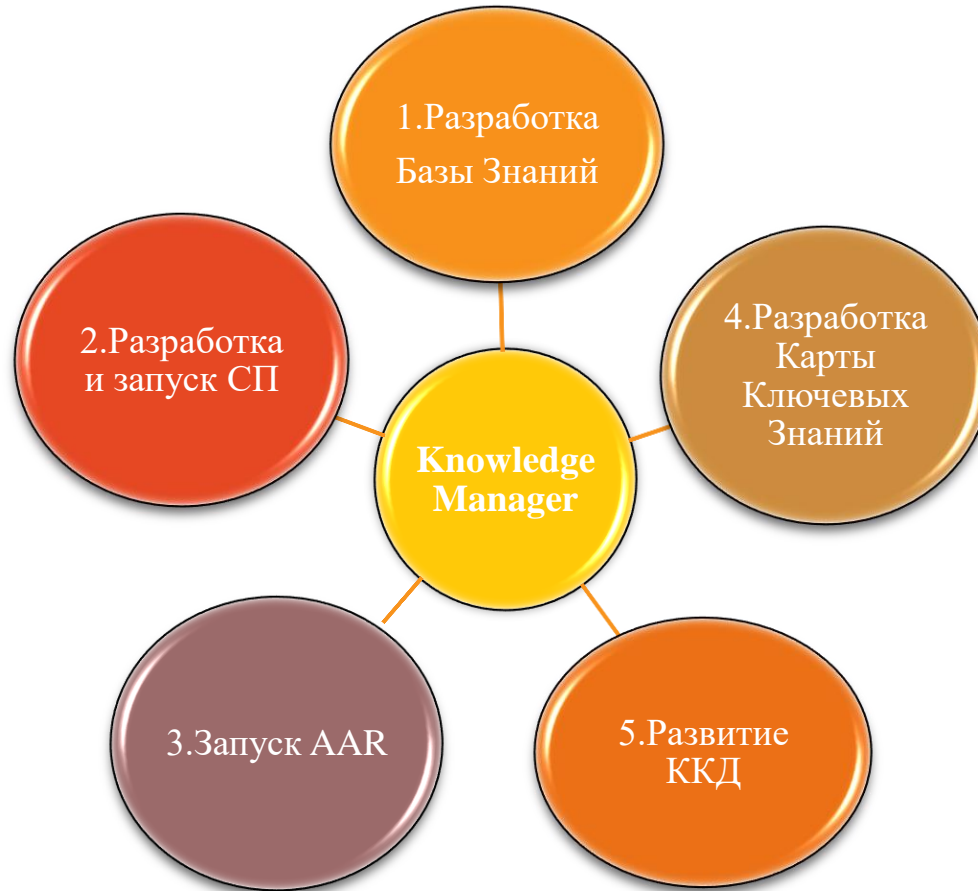 1.Разработка
Базы Знаний
2.Разработка
и запуск СП
4.Разработка
Карты
Ключевых
Знаний
Knowledge
Manager
3.Запуск AAR
5.Развитие
ККД